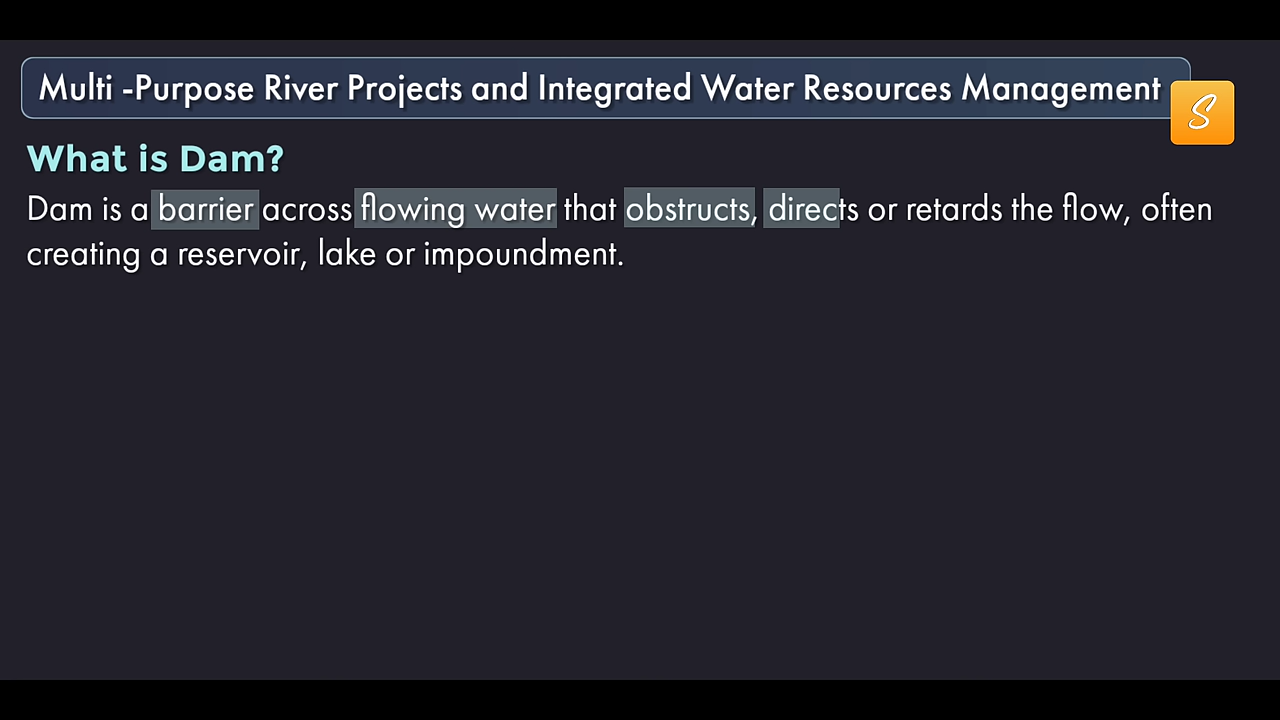 Multi -Purpose River Projects and Integrated Water Resources Management
S
What is Dam?
Dam is a barrier across flowing water that obstructs, directs or retards the flow, often
creating a reservoir, lake or impoundment.